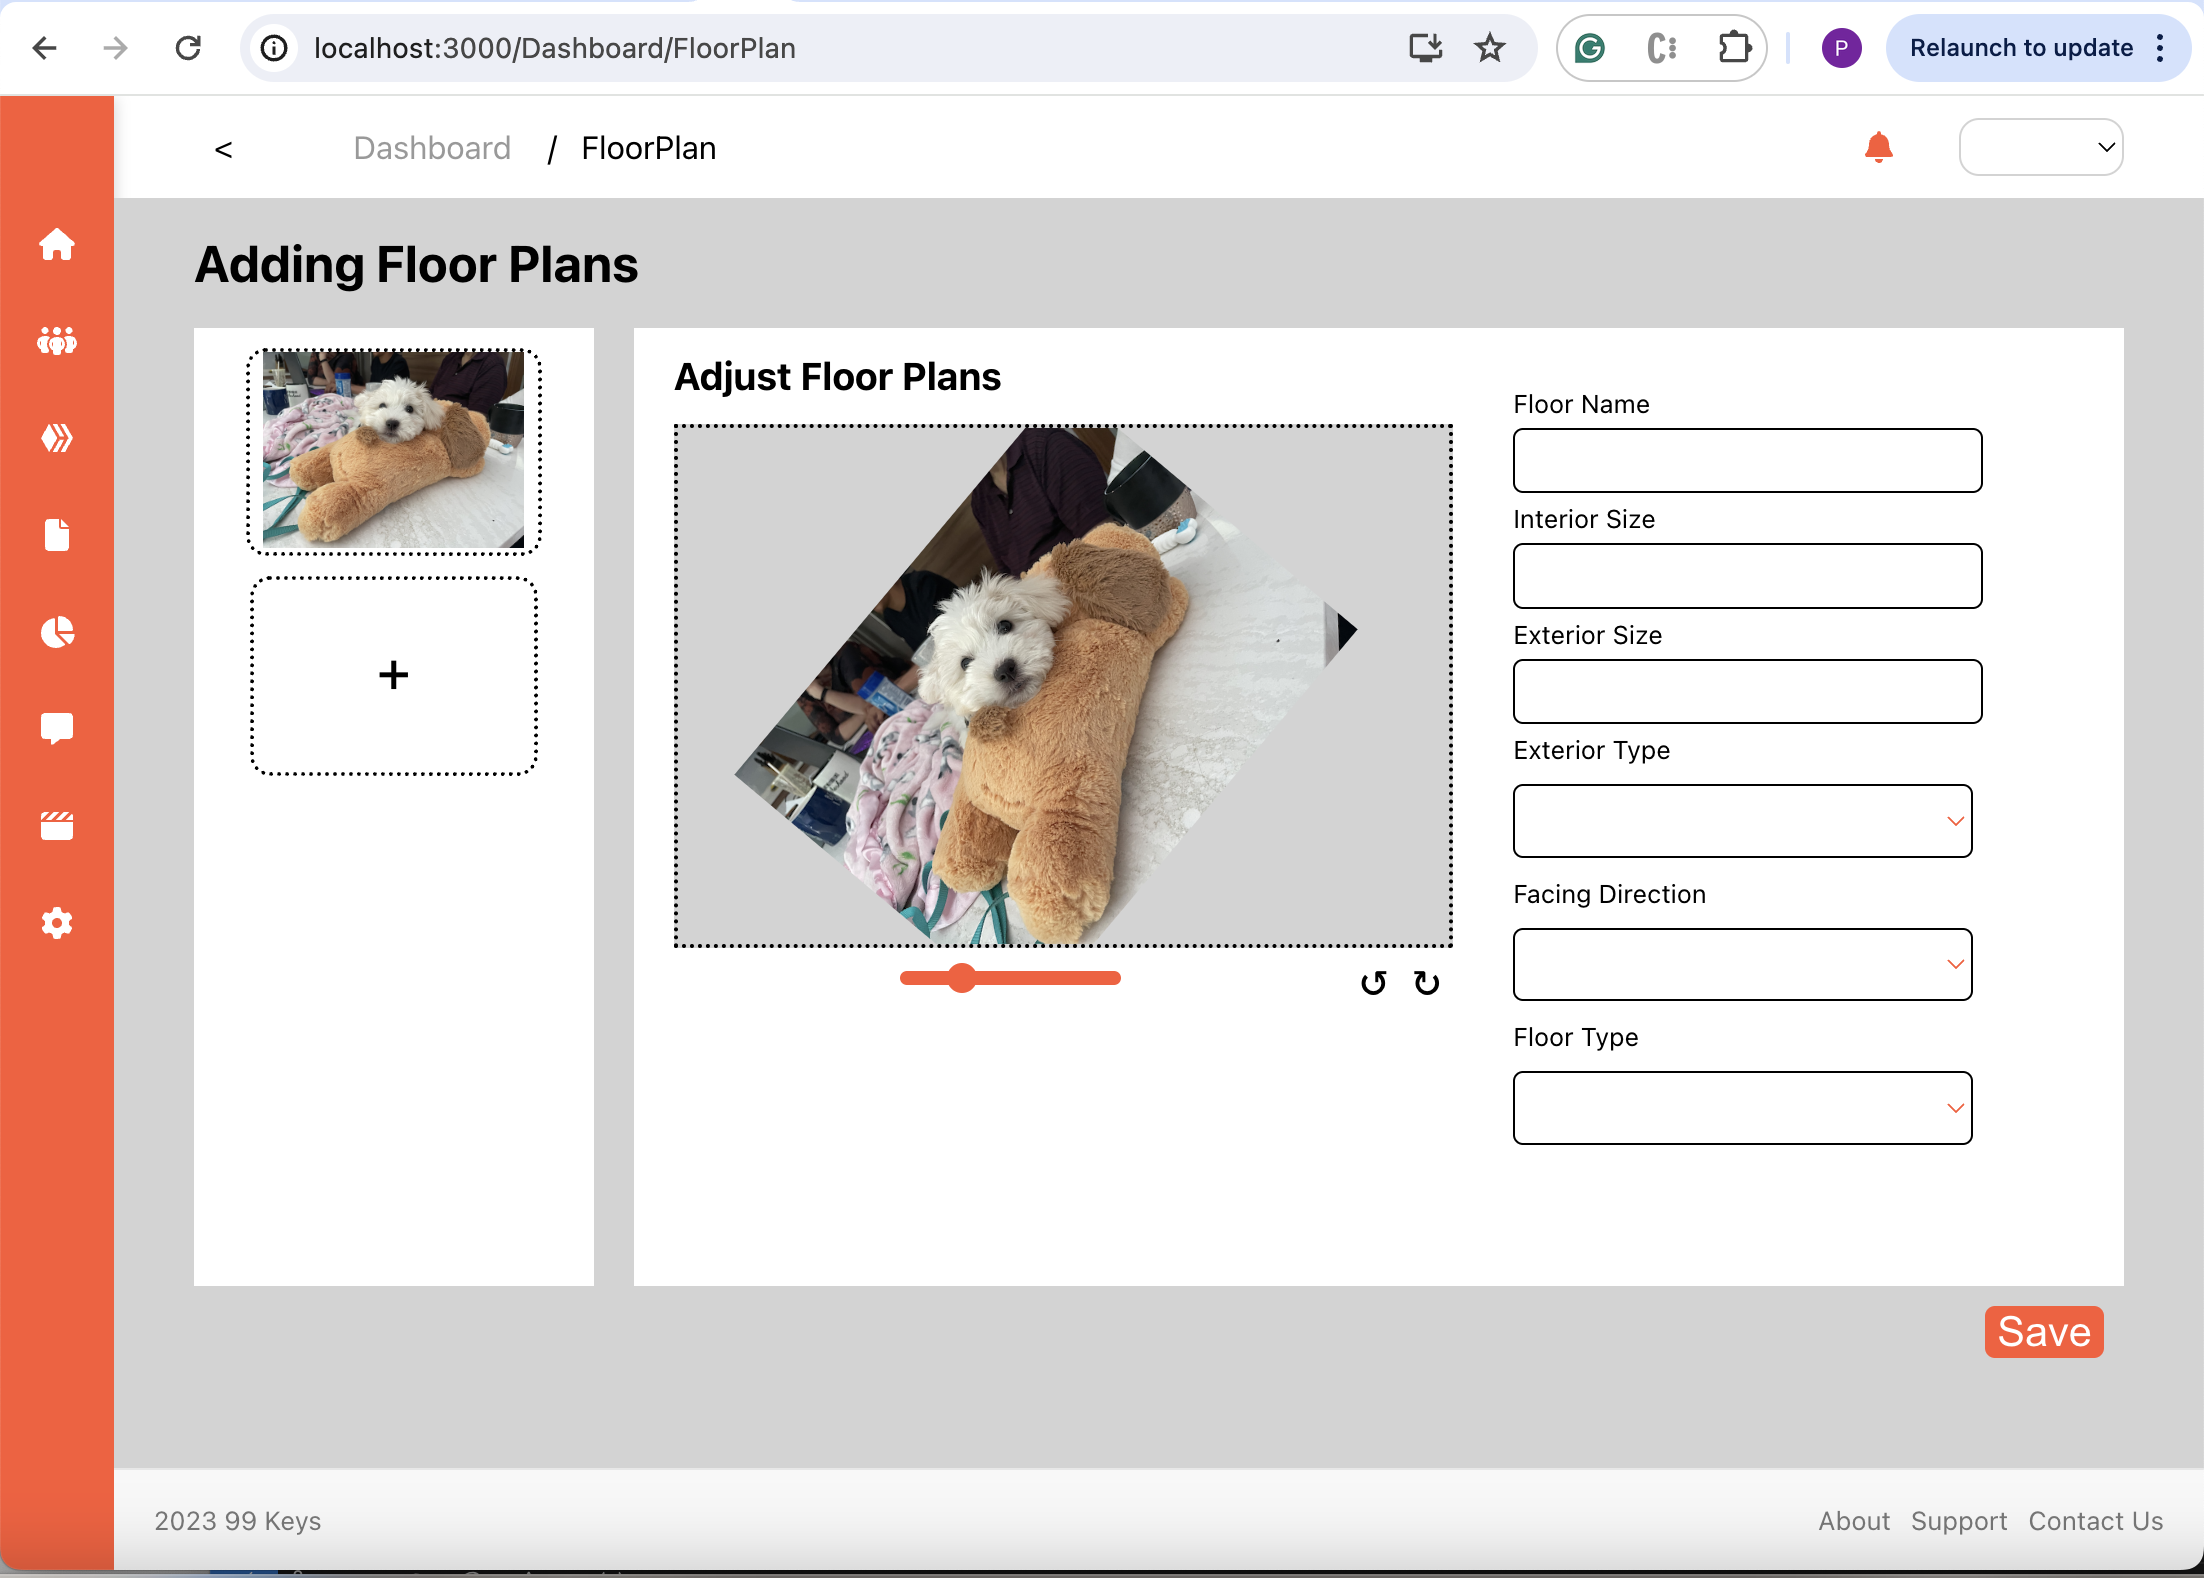 localhost:3000/Dashboard/FloorPlan
P
Relaunch to update
< Dashboard / FloorPlan
Adding Floor Plans
+
Adjust Floor Plans
Floor Name
Interior Size
Exterior Size
Exterior Type
Facing Direction
Floor Type
Save
2023 99 Keys
About Support Contact Us